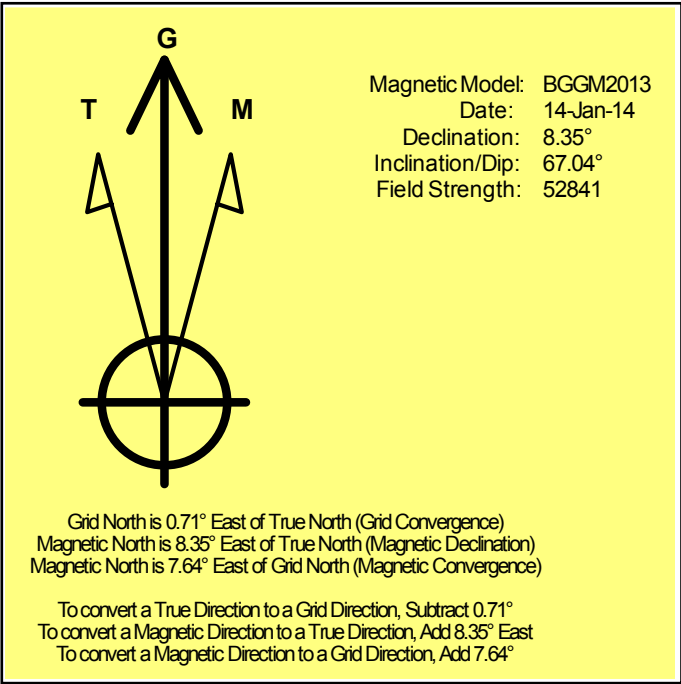 G
T M
Magnetic Model: BGGM2013
Date: 14-Jan-14
Declination: 8.35°
Inclination/Dip: 67.04°
Field Strength: 52841
Grid North is 0.71° East of True North (Grid Convergence)
Magnetic North is 8.35° East of True North (Magnetic Declination)
Magnetic North is 7.64° East of Grid North (Magnetic Convergence)
To convert a True Direction to a Grid Direction, Subtract 0.71°
To convert a Magnetic Direction to a True Direction, Add 8.35° East
To convert a Magnetic Direction to a Grid Direction, Add 7.64°